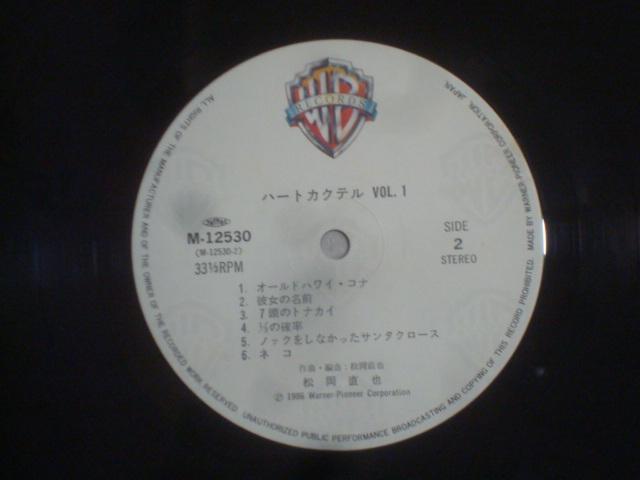 WB
RECORDS
ハートカクテル VOL.1
M-12530
(M-12530-2)
33⅓RPM
SIDE
2
STEREO
1. オールドハワイ・コナ
2. 彼女の名前
3. 7頭のトナカイ
4. ⅓の確率
5. ノックをしなかったサンタクロース
6. ネコ
作曲・編曲:松岡直也
松岡直也
Ⓟ 1986 Warner-Pioneer Corporation
ALL RIGHTS OF THE MANUFACTURER AND OF THE OWNER OF THE RECORDED WORK RESERVED. UNAUTHORIZED PUBLIC PERFORMANCE BROADCASTING AND COPYING OF THIS RECORD PROHIBITED. MADE BY WARNER-PIONEER CORPORATION, JAPAN.